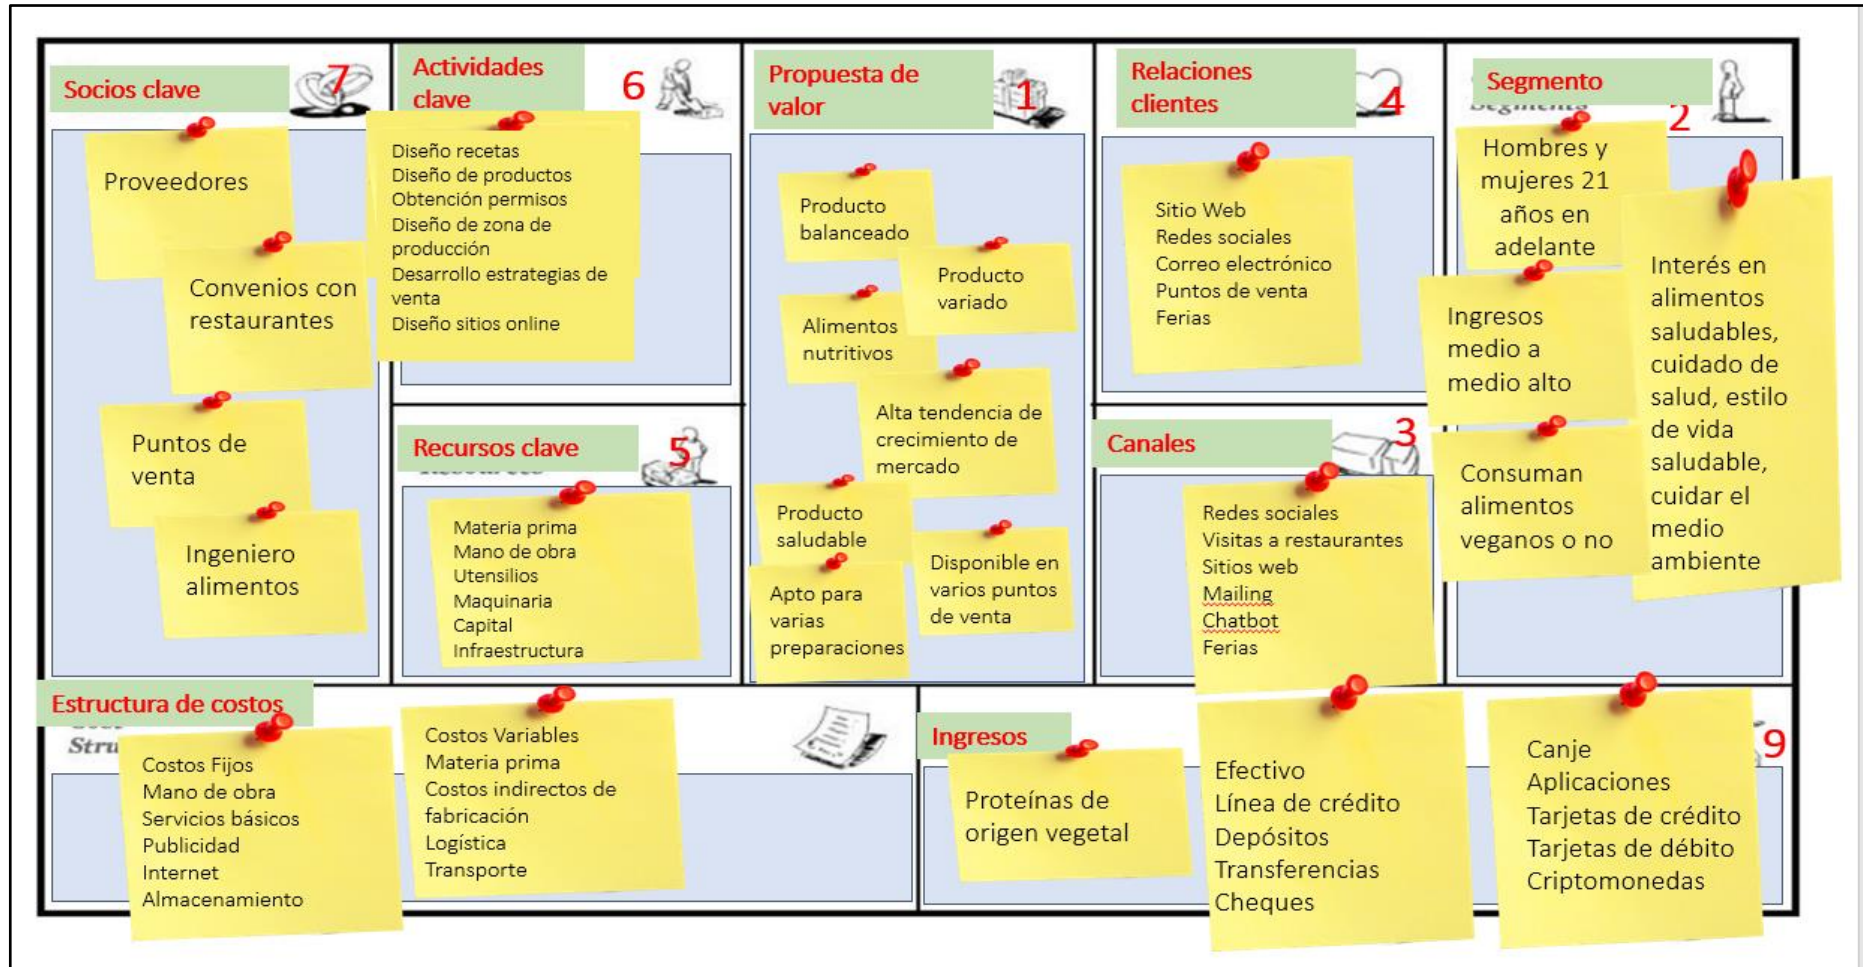 Socios clave
7
Proveedores
Convenios con
restaurantes
Puntos de
venta
Ingeniero
alimentos
Actividades
clave
6
Diseño recetas
Diseño de productos
Obtención permisos
Diseño de zona de
producción
Desarrollo estrategias de
venta
Diseño sitios online
Recursos clave
5
Materia prima
Mano de obra
Utensilios
Maquinaria
Capital
Infraestructura
Propuesta de
valor
1
Producto
balanceado
Producto
variado
Alimentos
nutritivos
Alta tendencia de
crecimiento de
mercado
Producto
saludable
Disponible en
varios puntos
de venta
Apto para
varias
preparaciones
Relaciones
clientes
4
Sitio Web
Redes sociales
Correo electrónico
Puntos de venta
Ferias
Canales
3
Redes sociales
Visitas a restaurantes
Sitios web
Mailing
Chatbot
Ferias
Segmento
Segments
2
Hombres y
mujeres 21
años en
adelante
Ingresos
medio a
medio alto
Consuman
alimentos
veganos o no
Interés en
alimentos
saludables,
cuidado de
salud, estilo
de vida
saludable,
cuidar el
medio
ambiente
Estructura de costos
Stru
Costos Fijos
Mano de obra
Servicios básicos
Publicidad
Internet
Almacenamiento
Costos Variables
Materia prima
Costos indirectos de
fabricación
Logística
Transporte
Ingresos
9
Proteínas de
origen vegetal
Efectivo
Línea de crédito
Depósitos
Transferencias
Cheques
Canje
Aplicaciones
Tarjetas de crédito
Tarjetas de débito
Criptomonedas